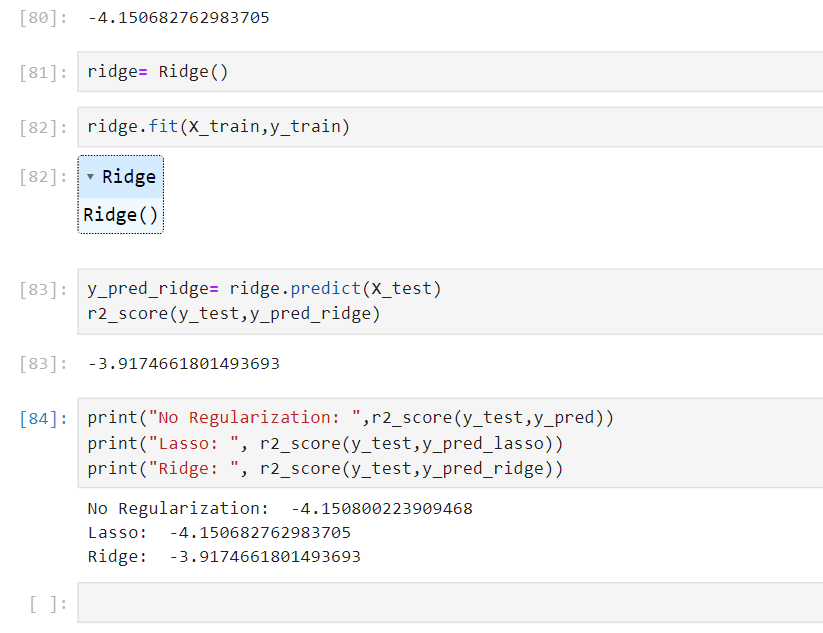 [80]: -4.150682762983705
[81]: ridge= Ridge()
[82]: ridge.fit(X_train,y_train)
[82]: ▾ Ridge
Ridge()
[83]: y_pred_ridge= ridge.predict(X_test)
r2_score(y_test,y_pred_ridge)
[83]: -3.9174661801493693
[84]: print("No Regularization: ",r2_score(y_test,y_pred))
print("Lasso: ", r2_score(y_test,y_pred_lasso))
print("Ridge: ", r2_score(y_test,y_pred_ridge))
No Regularization:  -4.150800223909468
Lasso:  -4.150682762983705
Ridge:  -3.9174661801493693
[ ]: